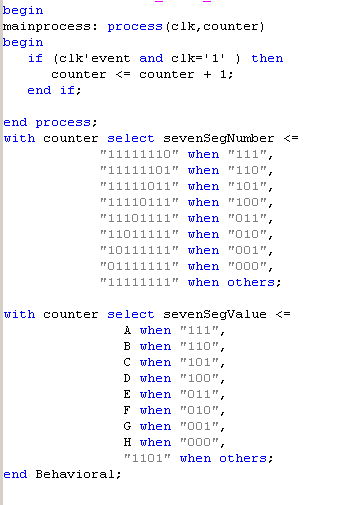 begin
mainprocess: process(clk,counter)
begin
if (clk'event and clk='1' ) then
counter <= counter + 1;
end if;
end process;
with counter select sevenSegNumber <=
"11111110" when "111",
"11111101" when "110",
"11111011" when "101",
"11110111" when "100",
"11101111" when "011",
"11011111" when "010",
"10111111" when "001",
"01111111" when "000",
"11111111" when others;
with counter select sevenSegValue <=
A when "111",
B when "110",
C when "101",
D when "100",
E when "011",
F when "010",
G when "001",
H when "000",
"1101" when others;
end Behavioral;